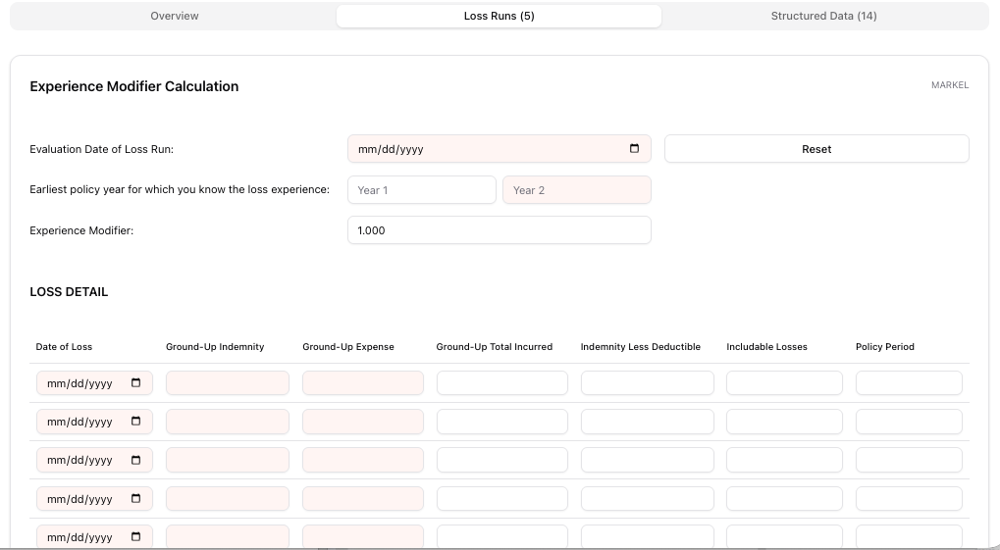 Overview Loss Runs (5) Structured Data (14)
Experience Modifier Calculation MARKEL
Evaluation Date of Loss Run: mm/dd/yyyy Reset
Earliest policy year for which you know the loss experience: Year 1 Year 2
Experience Modifier: 1.000
LOSS DETAIL
Date of Loss Ground-Up Indemnity Ground-Up Expense Ground-Up Total Incurred Indemnity Less Deductible Includable Losses Policy Period
mm/dd/yyyy
mm/dd/yyyy
mm/dd/yyyy
mm/dd/yyyy
mm/dd/yyyy